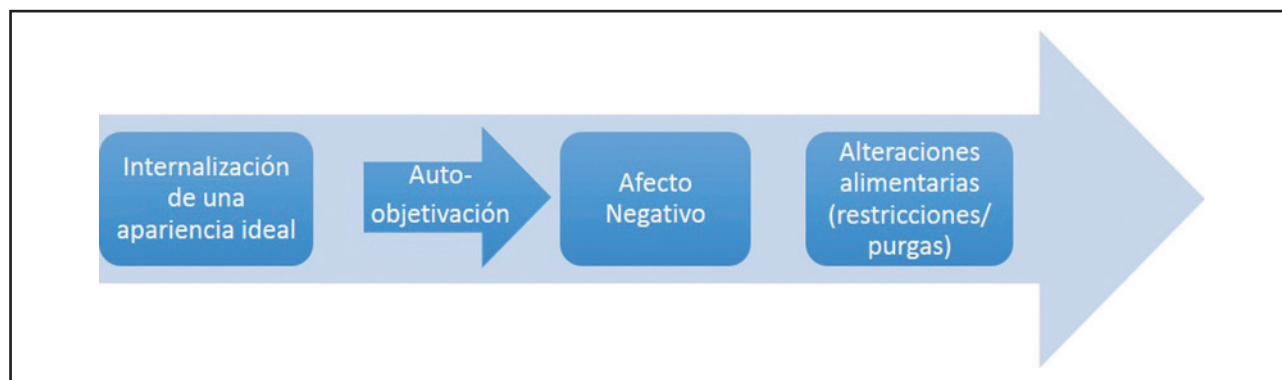 Internalización
de una
apariencia ideal
Auto-
objetivación
Afecto
Negativo
Alteraciones
alimentarias
(restricciones/
purgas)